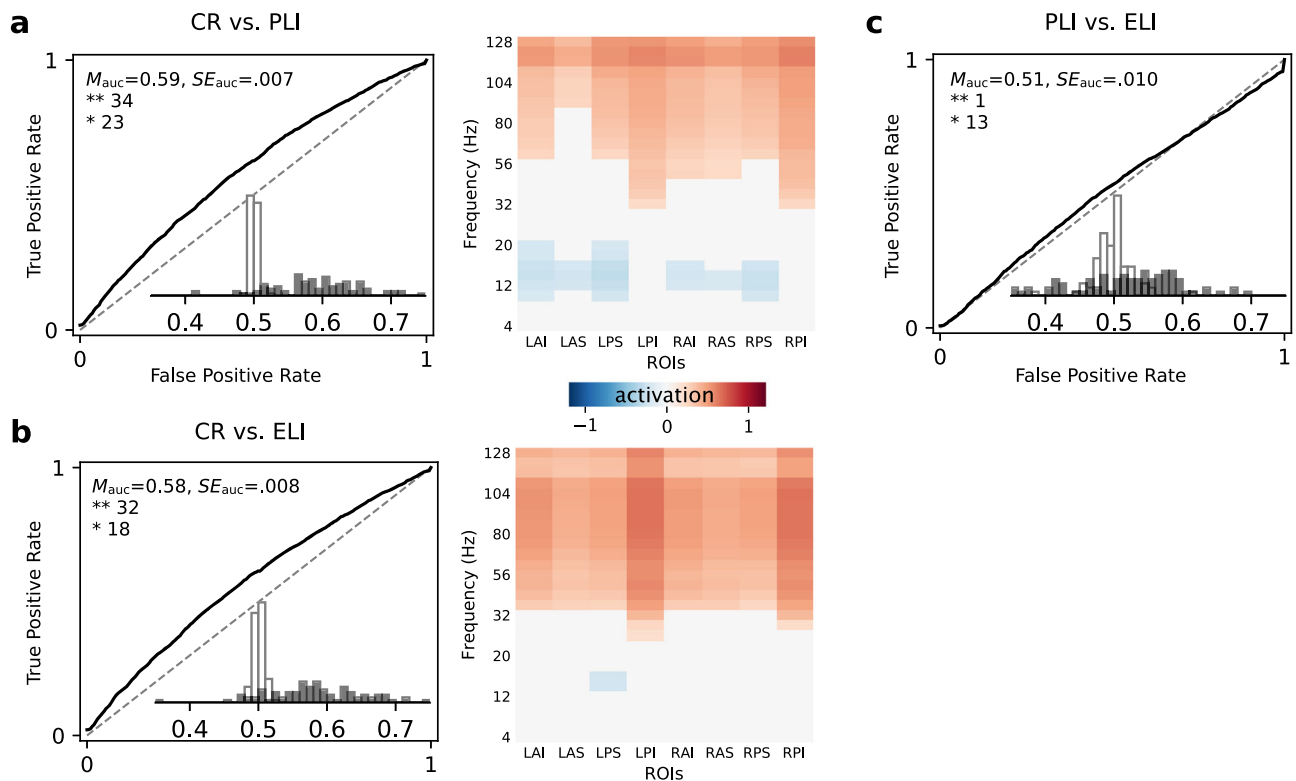 a
CR vs. PLI
1
M_auc=0.59, SE_auc=.007
** 34
* 23
True Positive Rate
0.4 0.5 0.6 0.7
0
0 1
False Positive Rate
128
104
80
56
32
20
12
4
Frequency (Hz)
LAI LAS LPS LPI RAI RAS RPS RPI
ROIs
activation
−1 0 1
c
PLI vs. ELI
1
M_auc=0.51, SE_auc=.010
** 1
* 13
True Positive Rate
0.4 0.5 0.6 0.7
0
0 1
False Positive Rate
b
CR vs. ELI
1
M_auc=0.58, SE_auc=.008
** 32
* 18
True Positive Rate
0.4 0.5 0.6 0.7
0
0 1
128
104
80
56
32
20
12
4
Frequency (Hz)
LAI LAS LPS LPI RAI RAS RPS RPI
ROIs